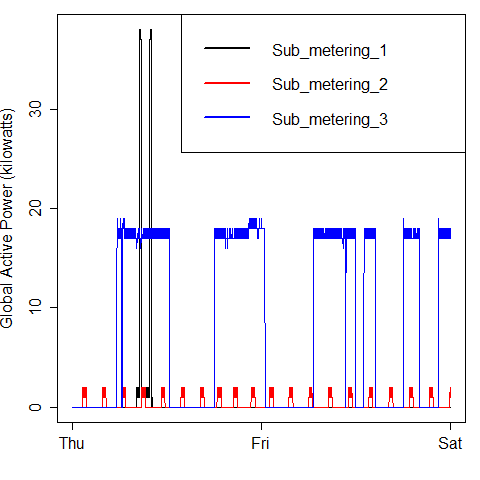 Sub_metering_1
Sub_metering_2
Sub_metering_3
Global Active Power (kilowatts)
30
20
10
0
Thu Fri Sat